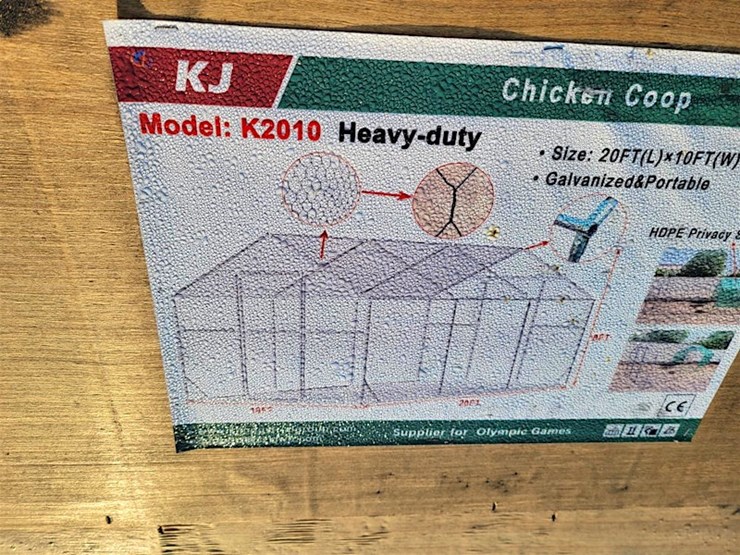 KJ
Chicken Coop
Model: K2010 Heavy-duty
• Size: 20FT(L)×10FT(W)
• Galvanized&Portable
HDPE Privacy
CE
Supplier for Olympic Games